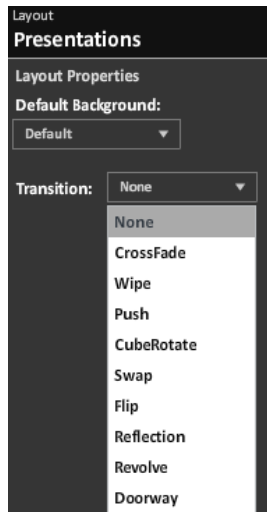 Layout
Presentations
Layout Properties
Default Background:
Default
Transition: None
None
CrossFade
Wipe
Push
CubeRotate
Swap
Flip
Reflection
Revolve
Doorway